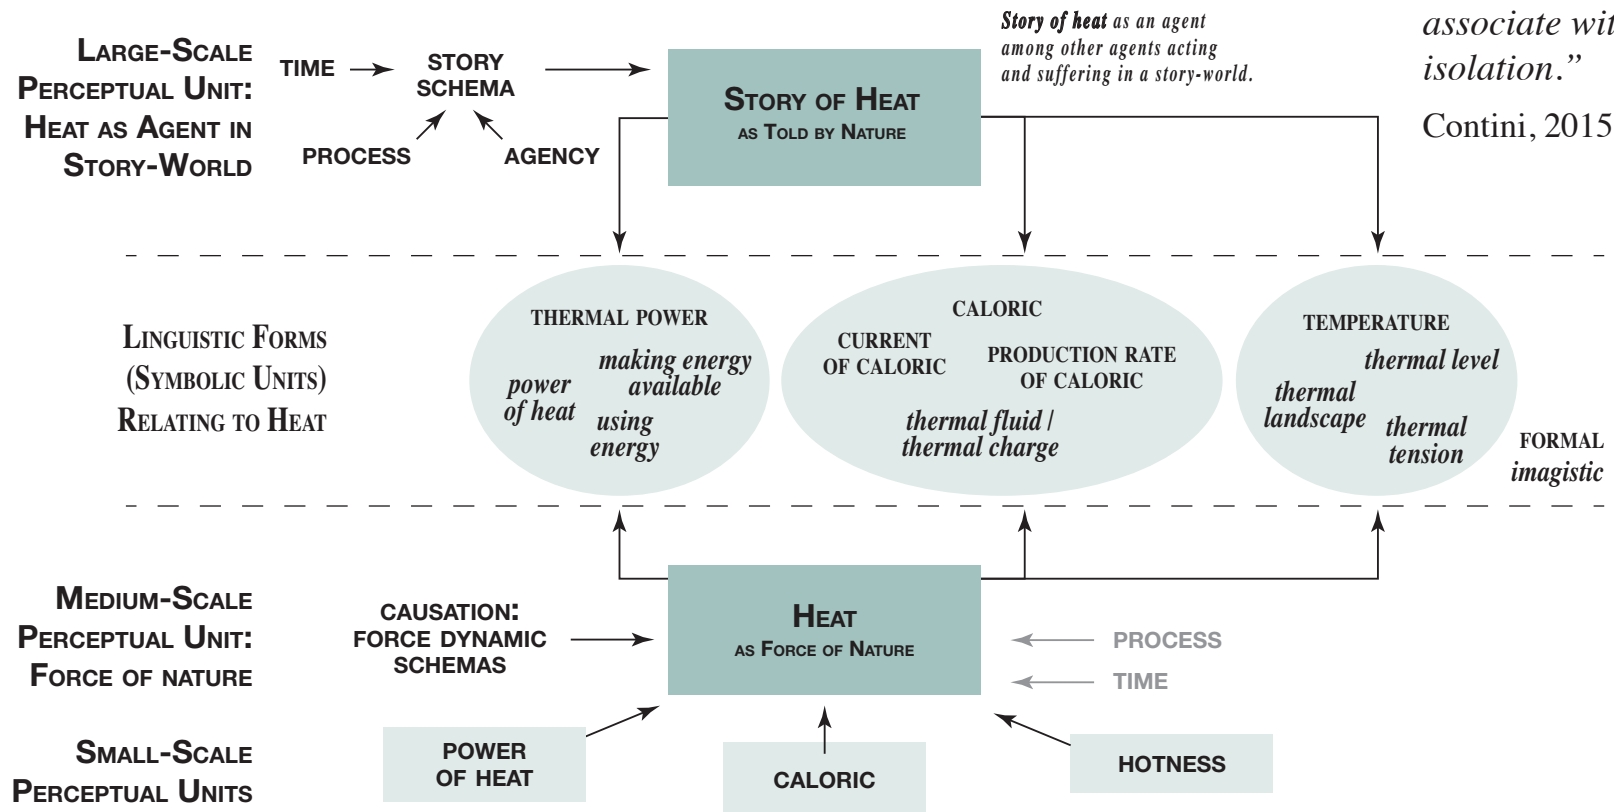 Story of heat as an agent
among other agents acting
and suffering in a story-world.
associate wit
isolation.”
Contini, 2015
Large-Scale
Perceptual Unit:
Heat as Agent in
Story-World
TIME
STORY
SCHEMA
PROCESS
AGENCY
Story of Heat
as Told by Nature
Linguistic Forms
(Symbolic Units)
Relating to Heat
THERMAL POWER
making energy
available
power
of heat
using
energy
CALORIC
CURRENT
OF CALORIC
PRODUCTION RATE
OF CALORIC
thermal fluid /
thermal charge
TEMPERATURE
thermal level
thermal
landscape
thermal
tension
FORMAL
imagistic
Medium-Scale
Perceptual Unit:
Force of nature
CAUSATION:
FORCE DYNAMIC
SCHEMAS
Heat
as Force of Nature
PROCESS
TIME
Small-Scale
Perceptual Units
POWER
OF HEAT
CALORIC
HOTNESS